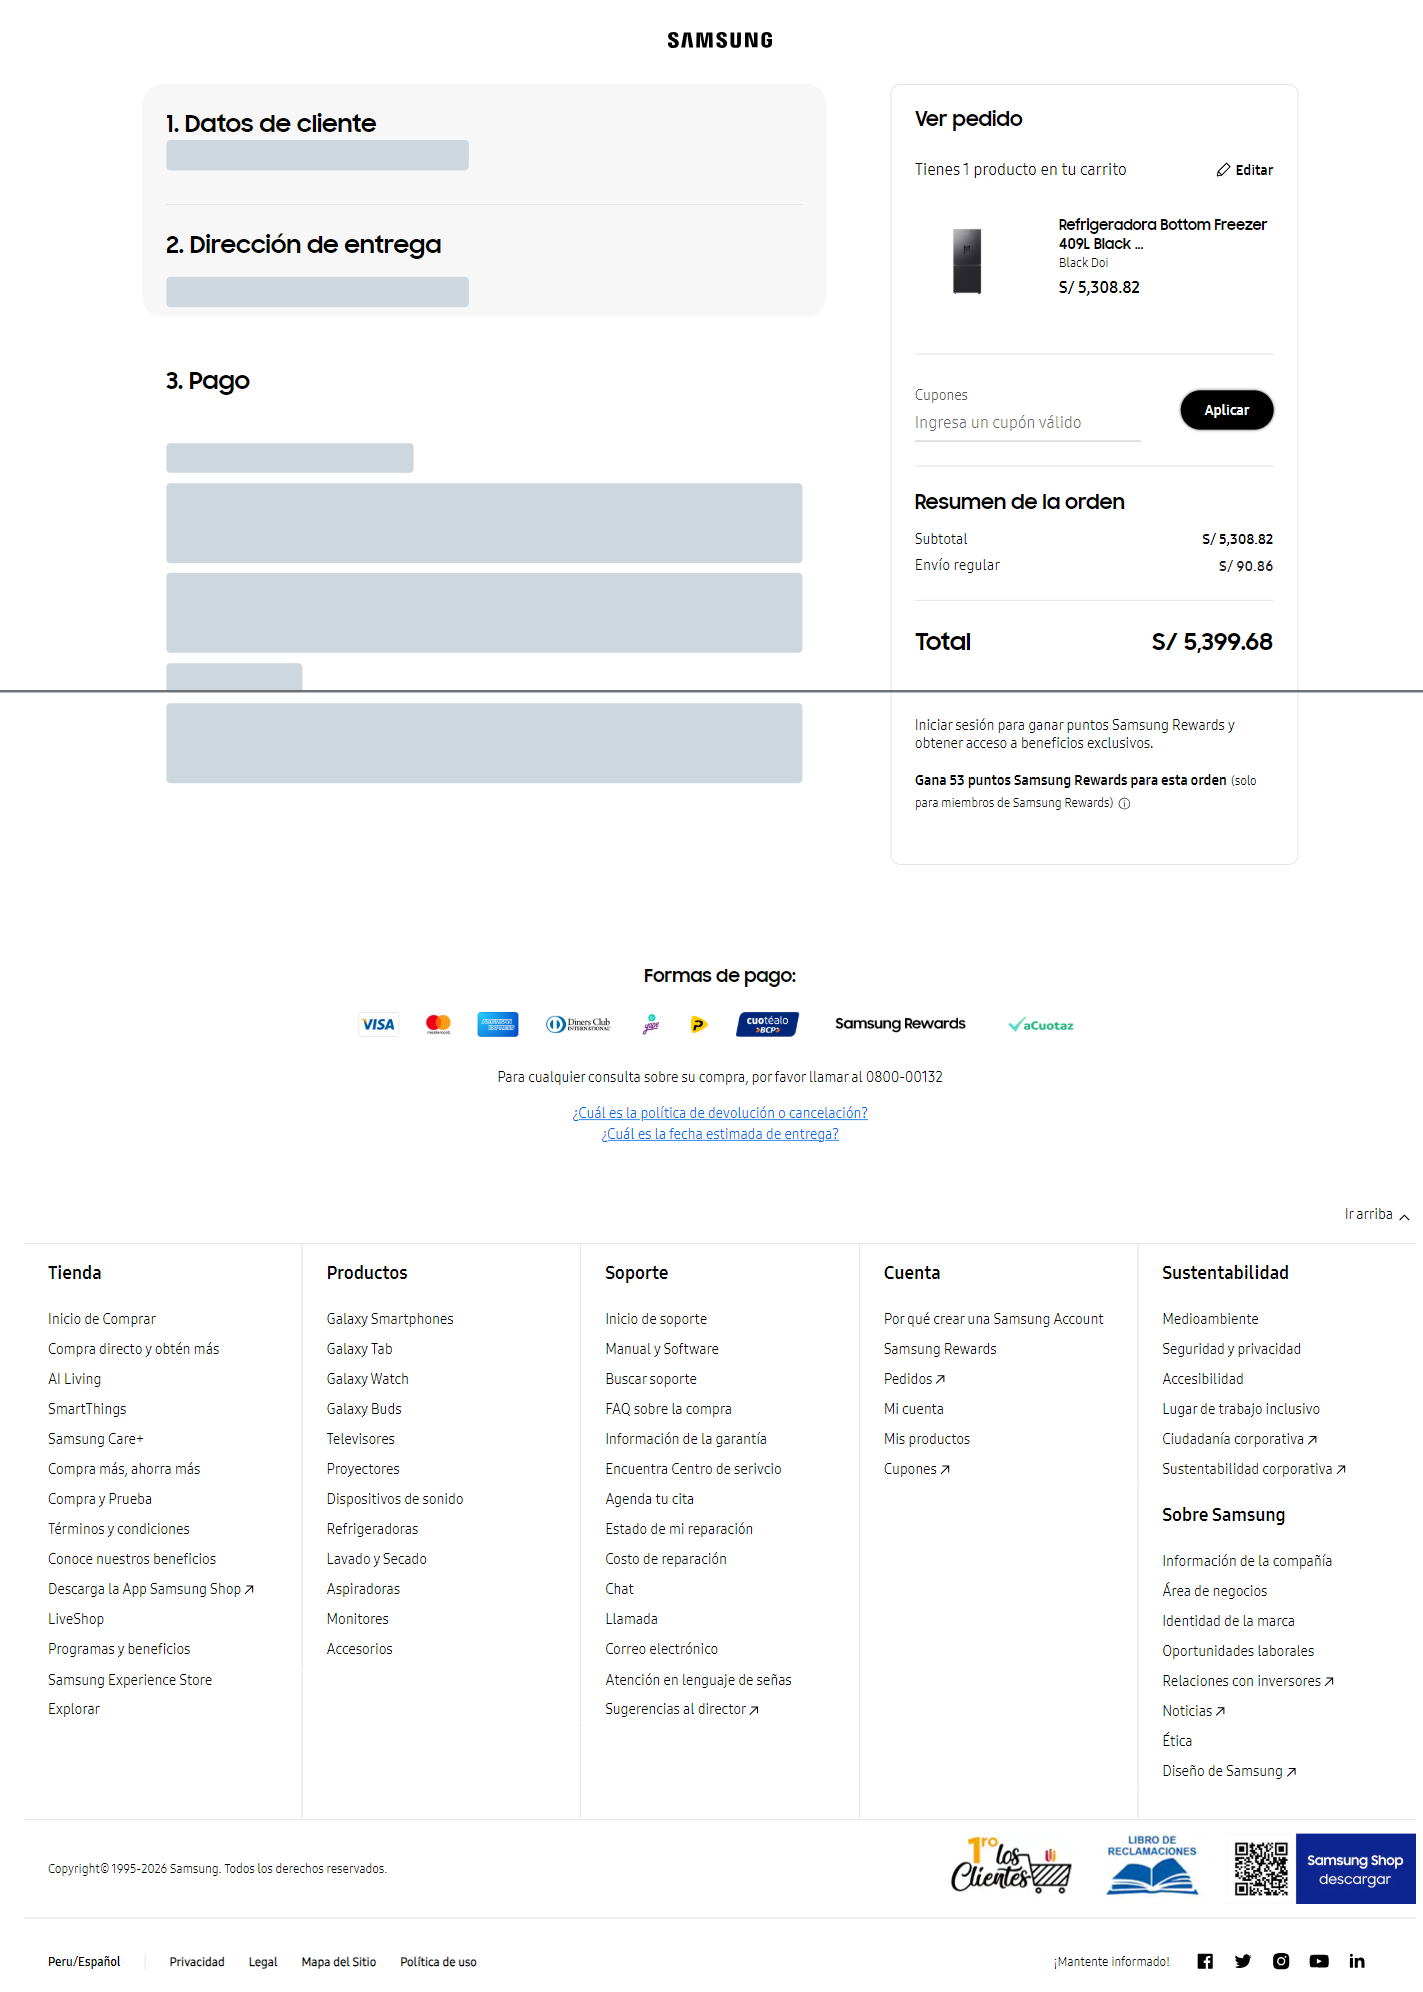 SAMSUNG
1. Datos de cliente
2. Dirección de entrega
3. Pago
Ver pedido
Tienes 1 producto en tu carrito
Editar
Refrigeradora Bottom Freezer
409L Black ...
Black Doi
S/ 5,308.82
Cupones
Ingresa un cupón válido
Aplicar
Resumen de la orden
Subtotal S/ 5,308.82
Envío regular S/ 90.86
Total S/ 5,399.68
Iniciar sesión para ganar puntos Samsung Rewards y
obtener acceso a beneficios exclusivos.
Gana 53 puntos Samsung Rewards para esta orden (solo
para miembros de Samsung Rewards)
Formas de pago:
VISA mastercard AMERICAN EXPRESS Diners Club INTERNATIONAL yape P cuotéalo BCP Samsung Rewards aCuotaz
Para cualquier consulta sobre su compra, por favor llamar al 0800-00132
¿Cuál es la política de devolución o cancelación?
¿Cuál es la fecha estimada de entrega?
Ir arriba
Tienda
Inicio de Comprar
Compra directo y obtén más
AI Living
SmartThings
Samsung Care+
Compra más, ahorra más
Compra y Prueba
Términos y condiciones
Conoce nuestros beneficios
Descarga la App Samsung Shop
LiveShop
Programas y beneficios
Samsung Experience Store
Explorar
Productos
Galaxy Smartphones
Galaxy Tab
Galaxy Watch
Galaxy Buds
Televisores
Proyectores
Dispositivos de sonido
Refrigeradoras
Lavado y Secado
Aspiradoras
Monitores
Accesorios
Soporte
Inicio de soporte
Manual y Software
Buscar soporte
FAQ sobre la compra
Información de la garantía
Encuentra Centro de serivcio
Agenda tu cita
Estado de mi reparación
Costo de reparación
Chat
Llamada
Correo electrónico
Atención en lenguaje de señas
Sugerencias al director
Cuenta
Por qué crear una Samsung Account
Samsung Rewards
Pedidos
Mi cuenta
Mis productos
Cupones
Sustentabilidad
Medioambiente
Seguridad y privacidad
Accesibilidad
Lugar de trabajo inclusivo
Ciudadanía corporativa
Sustentabilidad corporativa
Sobre Samsung
Información de la compañía
Área de negocios
Identidad de la marca
Oportunidades laborales
Relaciones con inversores
Noticias
Ética
Diseño de Samsung
Copyright© 1995-2026 Samsung. Todos los derechos reservados.
1ro los Clientes
LIBRO DE
RECLAMACIONES
Samsung Shop
descargar
Peru/Español
Privacidad
Legal
Mapa del Sitio
Política de uso
¡Mantente informado!